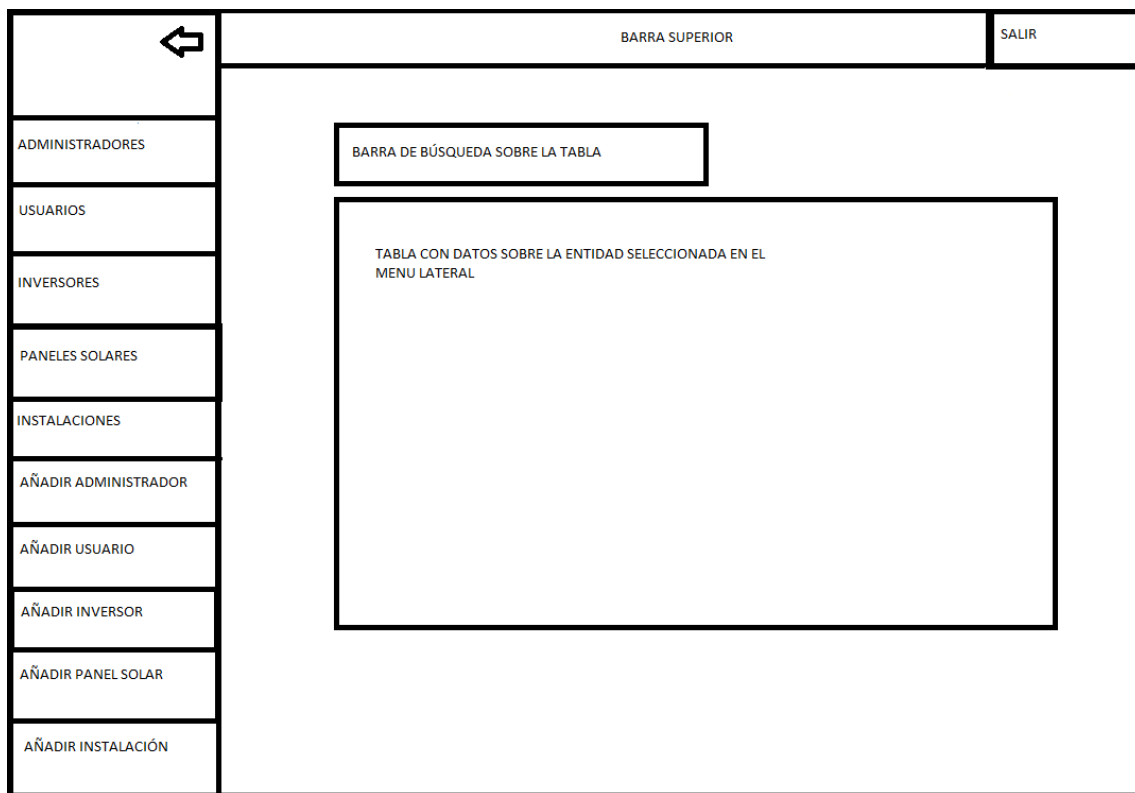 BARRA SUPERIOR
SALIR
ADMINISTRADORES
USUARIOS
INVERSORES
PANELES SOLARES
INSTALACIONES
AÑADIR ADMINISTRADOR
AÑADIR USUARIO
AÑADIR INVERSOR
AÑADIR PANEL SOLAR
AÑADIR INSTALACIÓN
BARRA DE BÚSQUEDA SOBRE LA TABLA
TABLA CON DATOS SOBRE LA ENTIDAD SELECCIONADA EN EL
MENU LATERAL